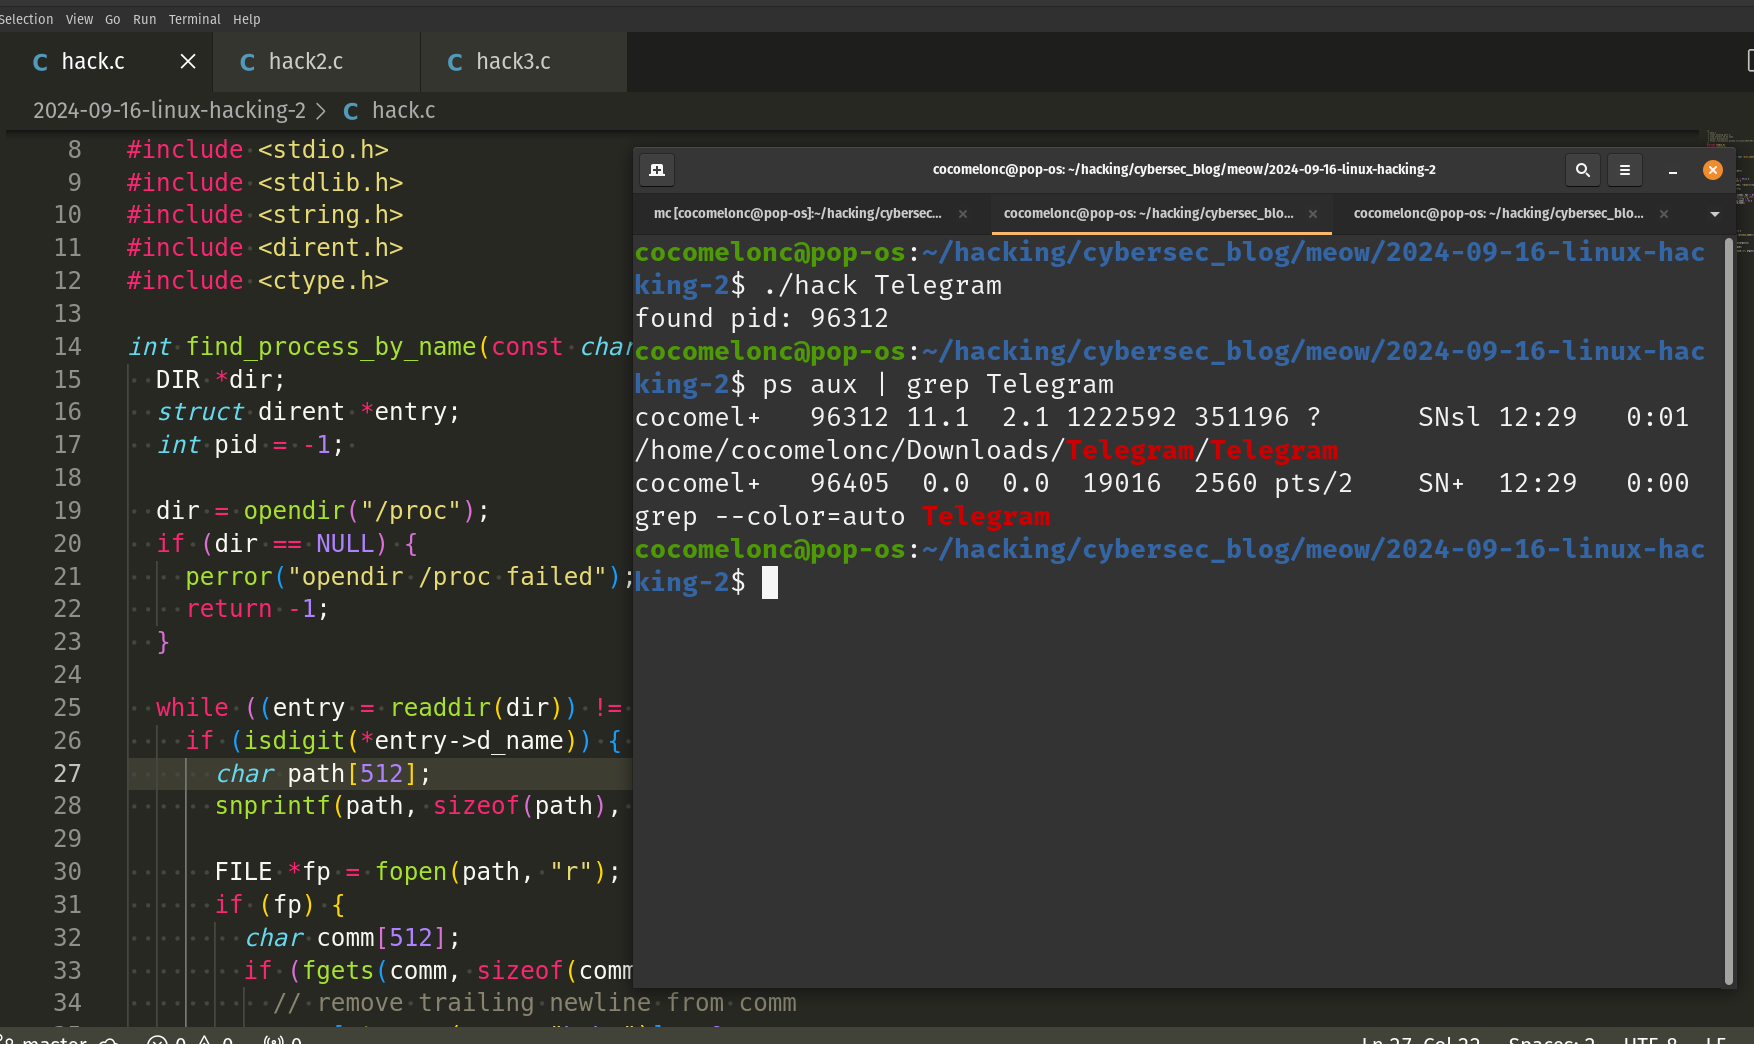 Selection View Go Run Terminal Help
hack.c
hack2.c
hack3.c
2024-09-16-linux-hacking-2 > hack.c
8 #include <stdio.h>
9 #include <stdlib.h>
10 #include <string.h>
11 #include <dirent.h>
12 #include <ctype.h>
13
14 int find_process_by_name(const char
15 DIR *dir;
16 struct dirent *entry;
17 int pid = -1;
18
19 dir = opendir("/proc");
20 if (dir == NULL) {
21 perror("opendir /proc failed");
22 return -1;
23 }
24
25 while ((entry = readdir(dir)) !=
26 if (isdigit(*entry->d_name)) {
27 char path[512];
28 snprintf(path, sizeof(path),
29
30 FILE *fp = fopen(path, "r");
31 if (fp) {
32 char comm[512];
33 if (fgets(comm, sizeof(comm
34 // remove trailing newline from comm
cocomelonc@pop-os: ~/hacking/cybersec_blog/meow/2024-09-16-linux-hacking-2
mc [cocomelonc@pop-os]:~/hacking/cybersec...
cocomelonc@pop-os: ~/hacking/cybersec_blo...
cocomelonc@pop-os: ~/hacking/cybersec_blo...
cocomelonc@pop-os:~/hacking/cybersec_blog/meow/2024-09-16-linux-hac
king-2$ ./hack Telegram
found pid: 96312
cocomelonc@pop-os:~/hacking/cybersec_blog/meow/2024-09-16-linux-hac
king-2$ ps aux | grep Telegram
cocomel+ 96312 11.1 2.1 1222592 351196 ? SNsl 12:29 0:01
/home/cocomelonc/Downloads/Telegram/Telegram
cocomel+ 96405 0.0 0.0 19016 2560 pts/2 SN+ 12:29 0:00
grep --color=auto Telegram
cocomelonc@pop-os:~/hacking/cybersec_blog/meow/2024-09-16-linux-hac
king-2$
master 0 0 0
Ln 27, Col 22 Spaces: 2 UTF-8 LF